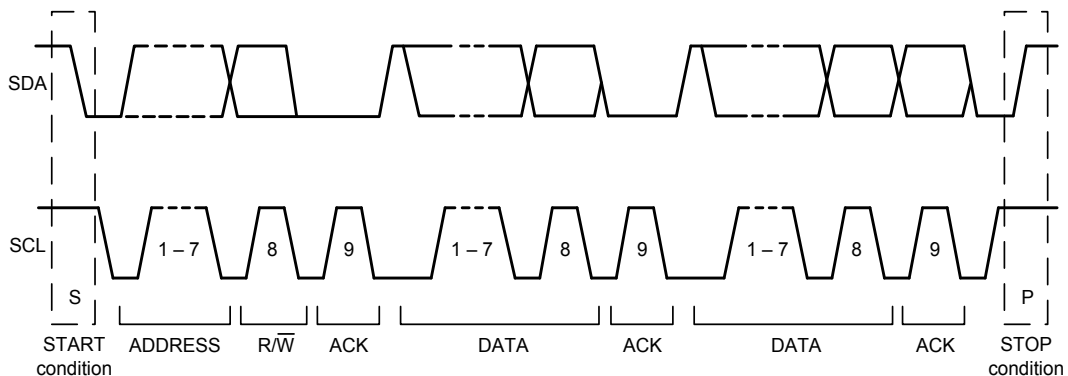 SDA
SCL
1 – 7
8
9
1 – 7
8
9
1 – 7
8
9
S
P
START
condition
ADDRESS
R/W̅
ACK
DATA
ACK
DATA
ACK
STOP
condition